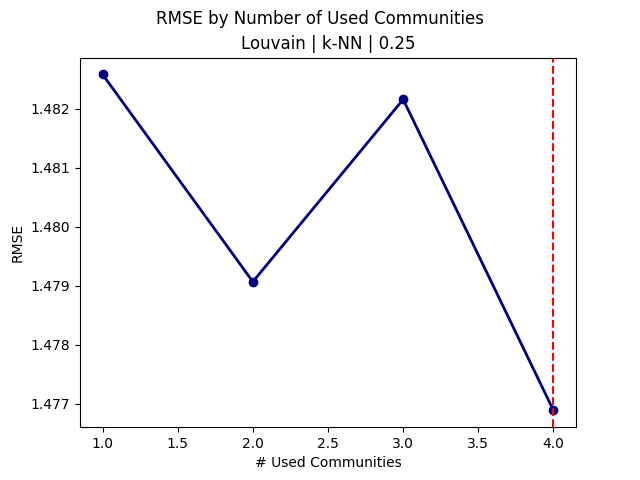 RMSE by Number of Used Communities
Louvain | k-NN | 0.25
1.482
1.481
1.480
1.479
1.478
1.477
RMSE
1.0 1.5 2.0 2.5 3.0 3.5 4.0
# Used Communities